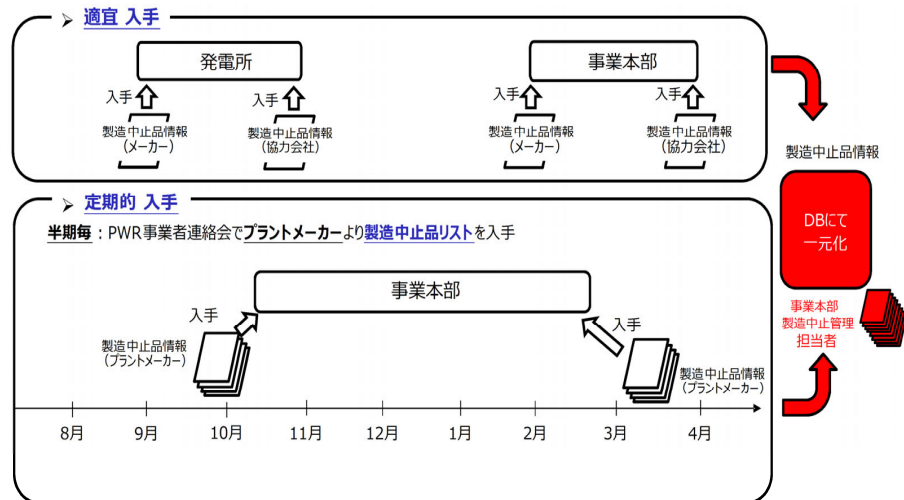 ➢ 適宜 入手
発電所
事業本部
入手
入手
入手
入手
製造中止品情報
(メーカー)
製造中止品情報
(協力会社)
製造中止品情報
(メーカー)
製造中止品情報
(協力会社)
製造中止品情報
DBにて
一元化
事業本部
製造中止管理
担当者
➢ 定期的 入手
半期毎：PWR事業者連絡会でプラントメーカーより製造中止品リストを入手
事業本部
入手
入手
製造中止品情報
(プラントメーカー)
製造中止品情報
(プラントメーカー)
8月 9月 10月 11月 12月 1月 2月 3月 4月